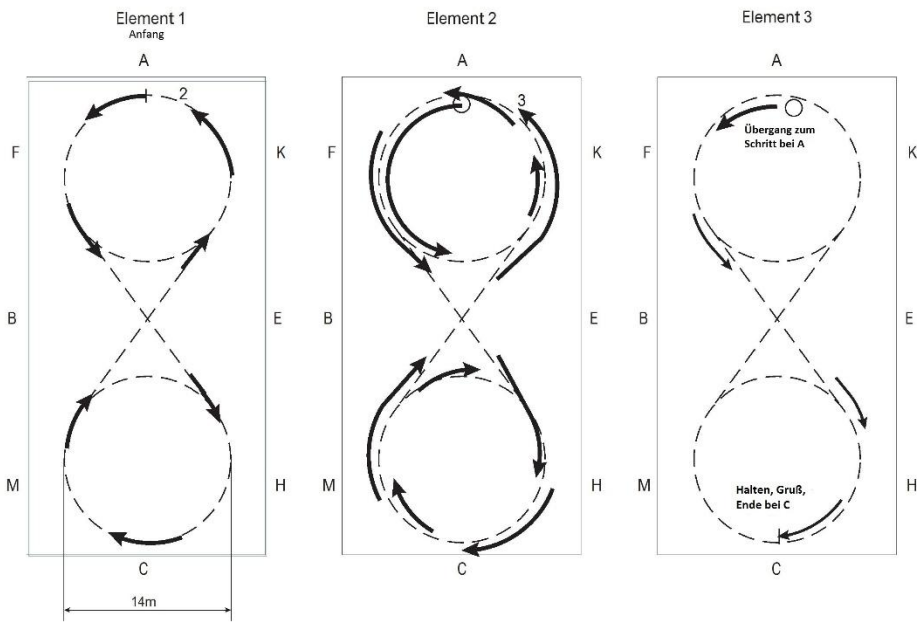 Element 1
Anfang
A
2
F
K
B
E
M
H
C
14m
Element 2
A
3
F
K
B
E
M
H
C
Element 3
A
Übergang zum
Schritt bei A
F
K
B
E
Halten, Gruß,
Ende bei C
M
H
C